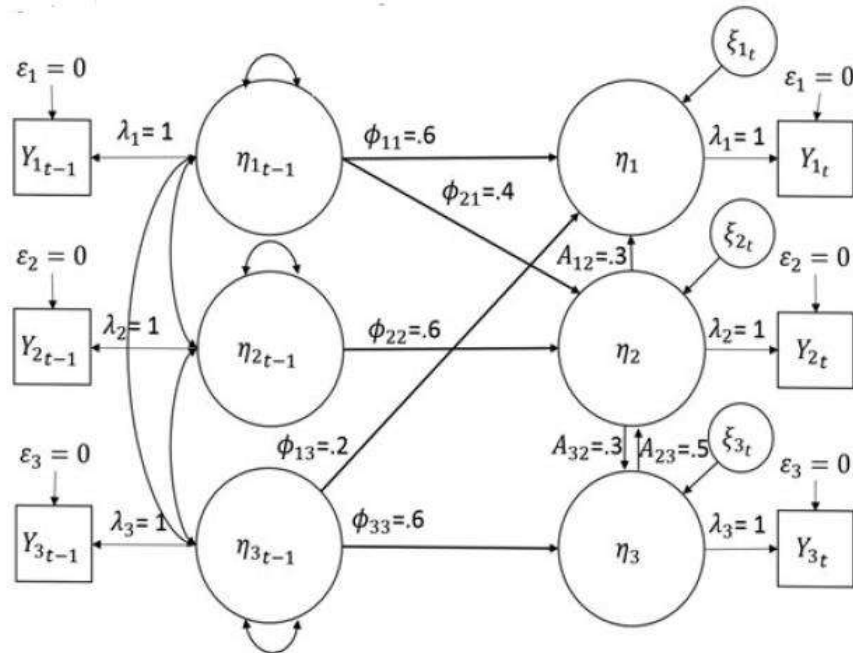 ξ₁ₜ
ε₁ = 0
ε₁ = 0
λ₁= 1
ϕ₁₁=.6
λ₁= 1
Y₁ₜ₋₁
η₁ₜ₋₁
η₁
Y₁ₜ
ϕ₂₁=.4
ξ₂ₜ
ε₂ = 0
A₁₂=.3
ε₂ = 0
λ₂= 1
ϕ₂₂=.6
λ₂= 1
Y₂ₜ₋₁
η₂ₜ₋₁
η₂
Y₂ₜ
ξ₃ₜ
ε₃ = 0
ϕ₁₃=.2
A₃₂=.3
A₂₃=.5
ε₃ = 0
λ₃= 1
ϕ₃₃=.6
λ₃= 1
Y₃ₜ₋₁
η₃ₜ₋₁
η₃
Y₃ₜ